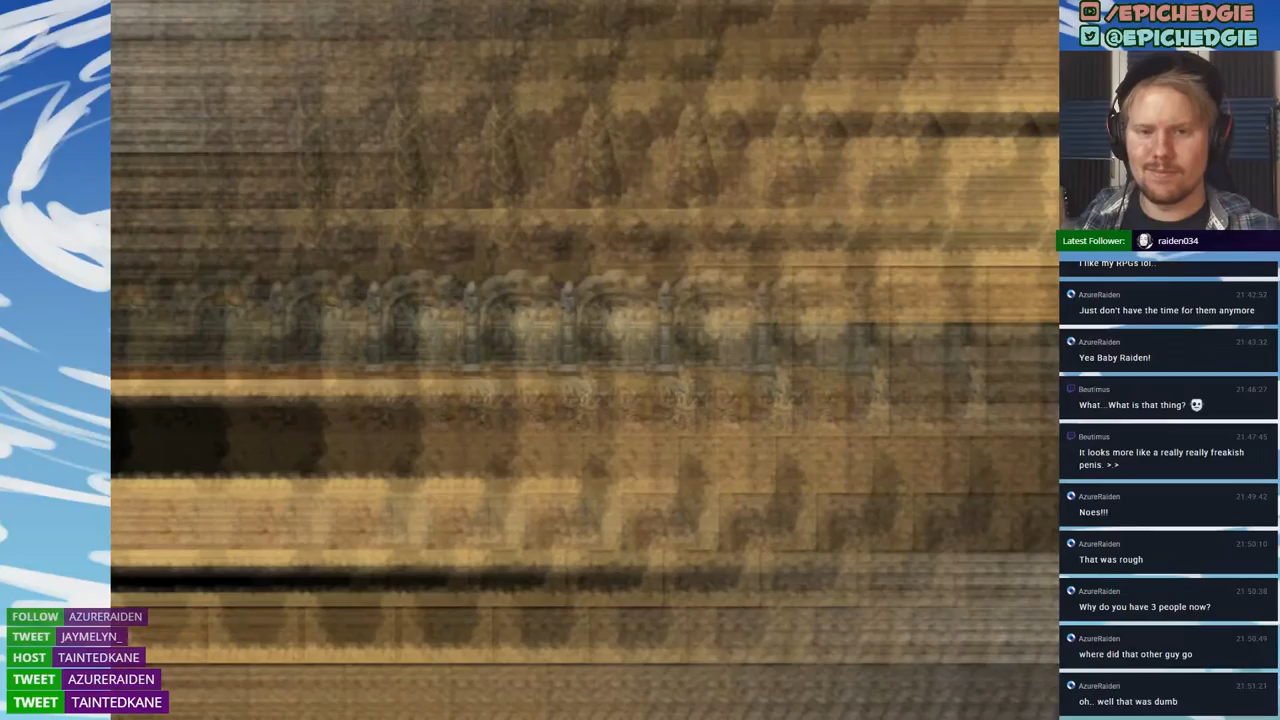 /EPICHEDGIE
@EPICHEDGIE
Latest Follower: raiden034
I like my RPGs lol..
AzureRaiden 21:42:52
Just don't have the time for them anymore
AzureRaiden 21:43:32
Yea Baby Raiden!
Beutimus 21:46:27
What...What is that thing?
Beutimus 21:47:45
It looks more like a really really freakish
penis. >.>
AzureRaiden 21:49:42
Noes!!!
AzureRaiden 21:50:10
That was rough
AzureRaiden 21:50:38
Why do you have 3 people now?
AzureRaiden 21:50:49
where did that other guy go
AzureRaiden 21:51:21
oh.. well that was dumb
FOLLOW AZURERAIDEN
TWEET JAYMELYN_
HOST TAINTEDKANE
TWEET AZURERAIDEN
TWEET TAINTEDKANE